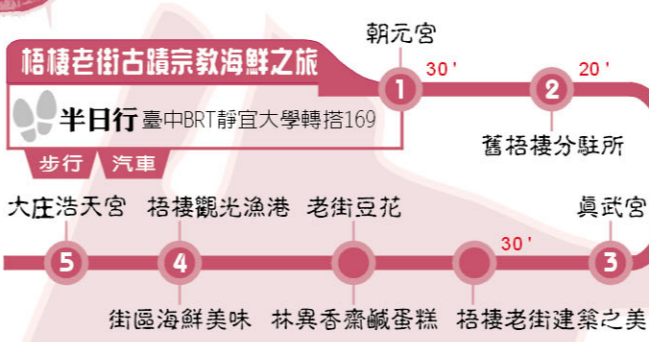 梧棲老街古蹟宗教海鮮之旅
半日行 臺中BRT靜宜大學轉搭169
步行 汽車
朝元宮
1 30' 2 20'
舊梧棲分駐所
大庄浩天宮 梧棲觀光漁港 老街豆花 真武宮
5 4 30' 3
街區海鮮美味 林異香齋鹹蛋糕 梧棲老街建築之美